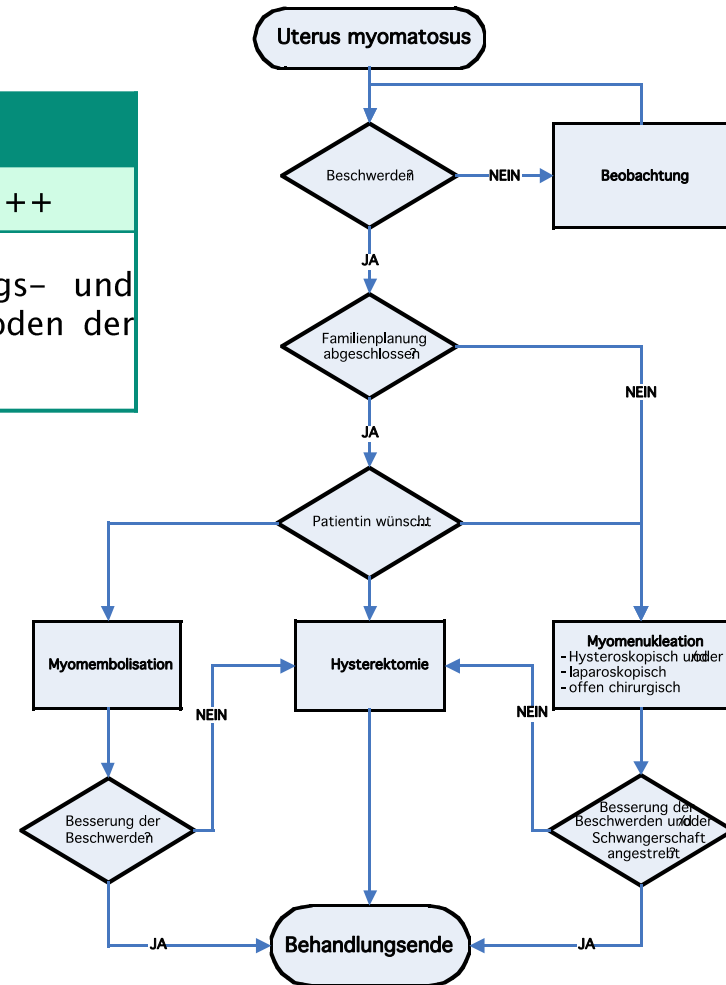 Uterus myomatosus
++
gs- und
oden der
Beschwerden?
NEIN
Beobachtung
JA
Familienplanung
abgeschlossen?
NEIN
JA
Patientin wünscht...
Myomembolisation
Hysterektomie
Myomenukleation
- Hysteroskopisch und/oder
- laparoskopisch
- offen chirurgisch
NEIN
NEIN
Besserung der
Beschwerden?
Besserung der
Beschwerden und/oder
Schwangerschaft
angestrebt?
JA
Behandlungsende
JA